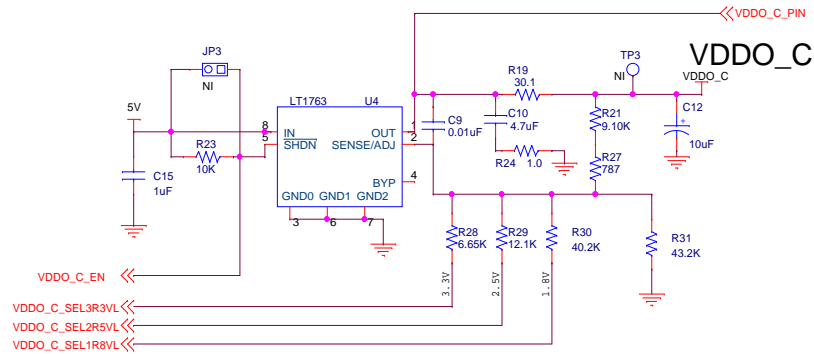 VDDO_C_PIN
JP3
NI
TP3
NI
VDDO_C
VDDO_C
R19
30.1
5V
LT1763
U4
8
IN
5
SHDN
OUT
1
SENSE/ADJ
2
BYP
4
GND0
GND1
GND2
3
6
7
R23
10K
C15
1uF
C9
0.01uF
C10
4.7uF
R24
1.0
R21
9.10K
R27
787
C12
+
10uF
R28
6.65K
R29
12.1K
R30
40.2K
R31
43.2K
VDDO_C_EN
3.3V
2.5V
1.8V
VDDO_C_SEL3R3VL
VDDO_C_SEL2R5VL
VDDO_C_SEL1R8VL